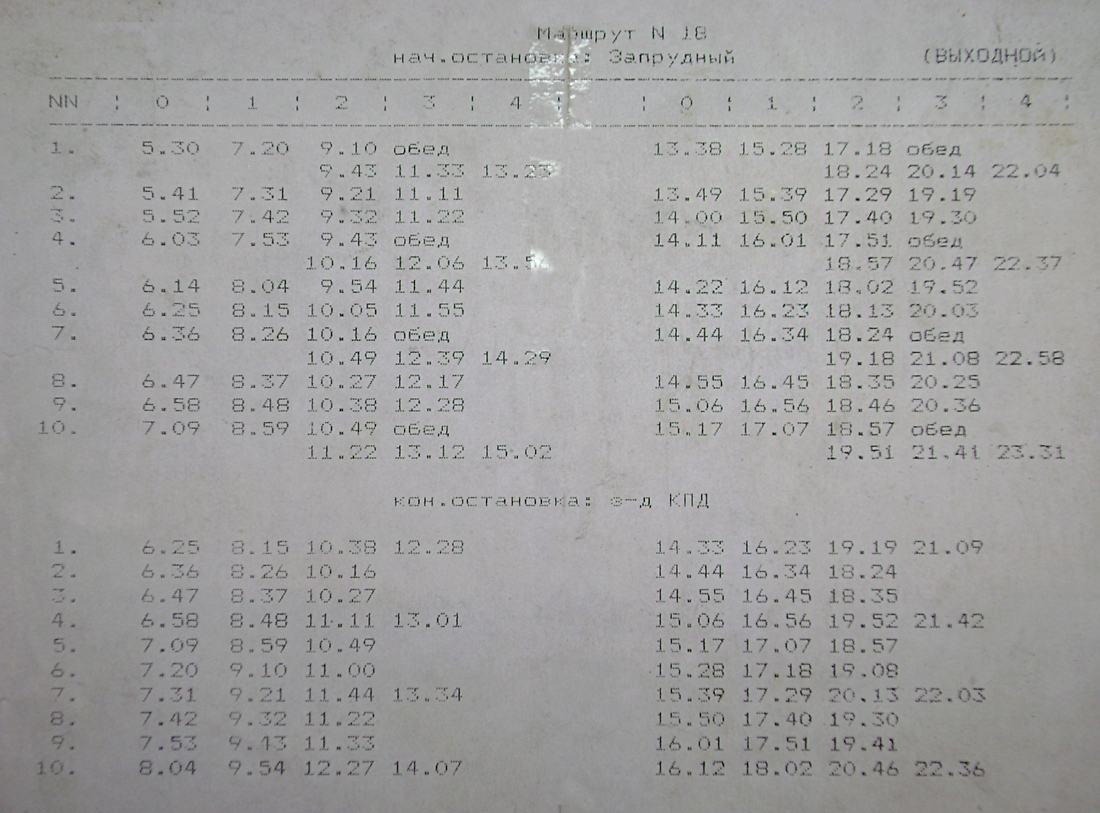 Маршрут N 18
нач.остановка: Запрудный (ВЫХОДНОЙ)
NN ¦ 0 ¦ 1 ¦ 2 ¦ 3 ¦ 4 ¦ ¦ 0 ¦ 1 ¦ 2 ¦ 3 ¦ 4 ¦
1. 5.30 7.20 9.10 обед 13.38 15.28 17.18 обед
9.43 11.33 13.23 18.24 20.14 22.04
2. 5.41 7.31 9.21 11.11 13.49 15.39 17.29 19.19
3. 5.52 7.42 9.32 11.22 14.00 15.50 17.40 19.30
4. 6.03 7.53 9.43 обед 14.11 16.01 17.51 обед
10.16 12.06 18.57 20.47 22.37
5. 6.14 8.04 9.54 11.44 14.22 16.12 18.02 19.52
6. 6.25 8.15 10.05 11.55 14.33 16.23 18.13 20.03
7. 6.36 8.26 10.16 обед 14.44 16.34 18.24 обед
10.49 12.39 14.29 19.18 21.08 22.58
8. 6.47 8.37 10.27 12.17 14.55 16.45 18.35 20.25
9. 6.58 8.48 10.38 12.28 15.06 16.56 18.46 20.36
10. 7.09 8.59 10.49 обед 15.17 17.07 18.57 обед
11.22 13.12 15.02 19.51 21.41 23.31
кон.остановка: з-д КПД
1. 6.25 8.15 10.38 12.28 14.33 16.23 19.19 21.09
2. 6.36 8.26 10.16 14.44 16.34 18.24
3. 6.47 8.37 10.27 14.55 16.45 18.35
4. 6.58 8.48 11.11 13.01 15.06 16.56 19.52 21.42
5. 7.09 8.59 10.49 15.17 17.07 18.57
6. 7.20 9.10 11.00 15.28 17.18 19.08
7. 7.31 9.21 11.44 13.34 15.39 17.29 20.13 22.03
8. 7.42 9.32 11.22 15.50 17.40 19.30
9. 7.53 9.43 11.33 16.01 17.51 19.41
10. 8.04 9.54 12.27 14.07 16.12 18.02 20.46 22.36